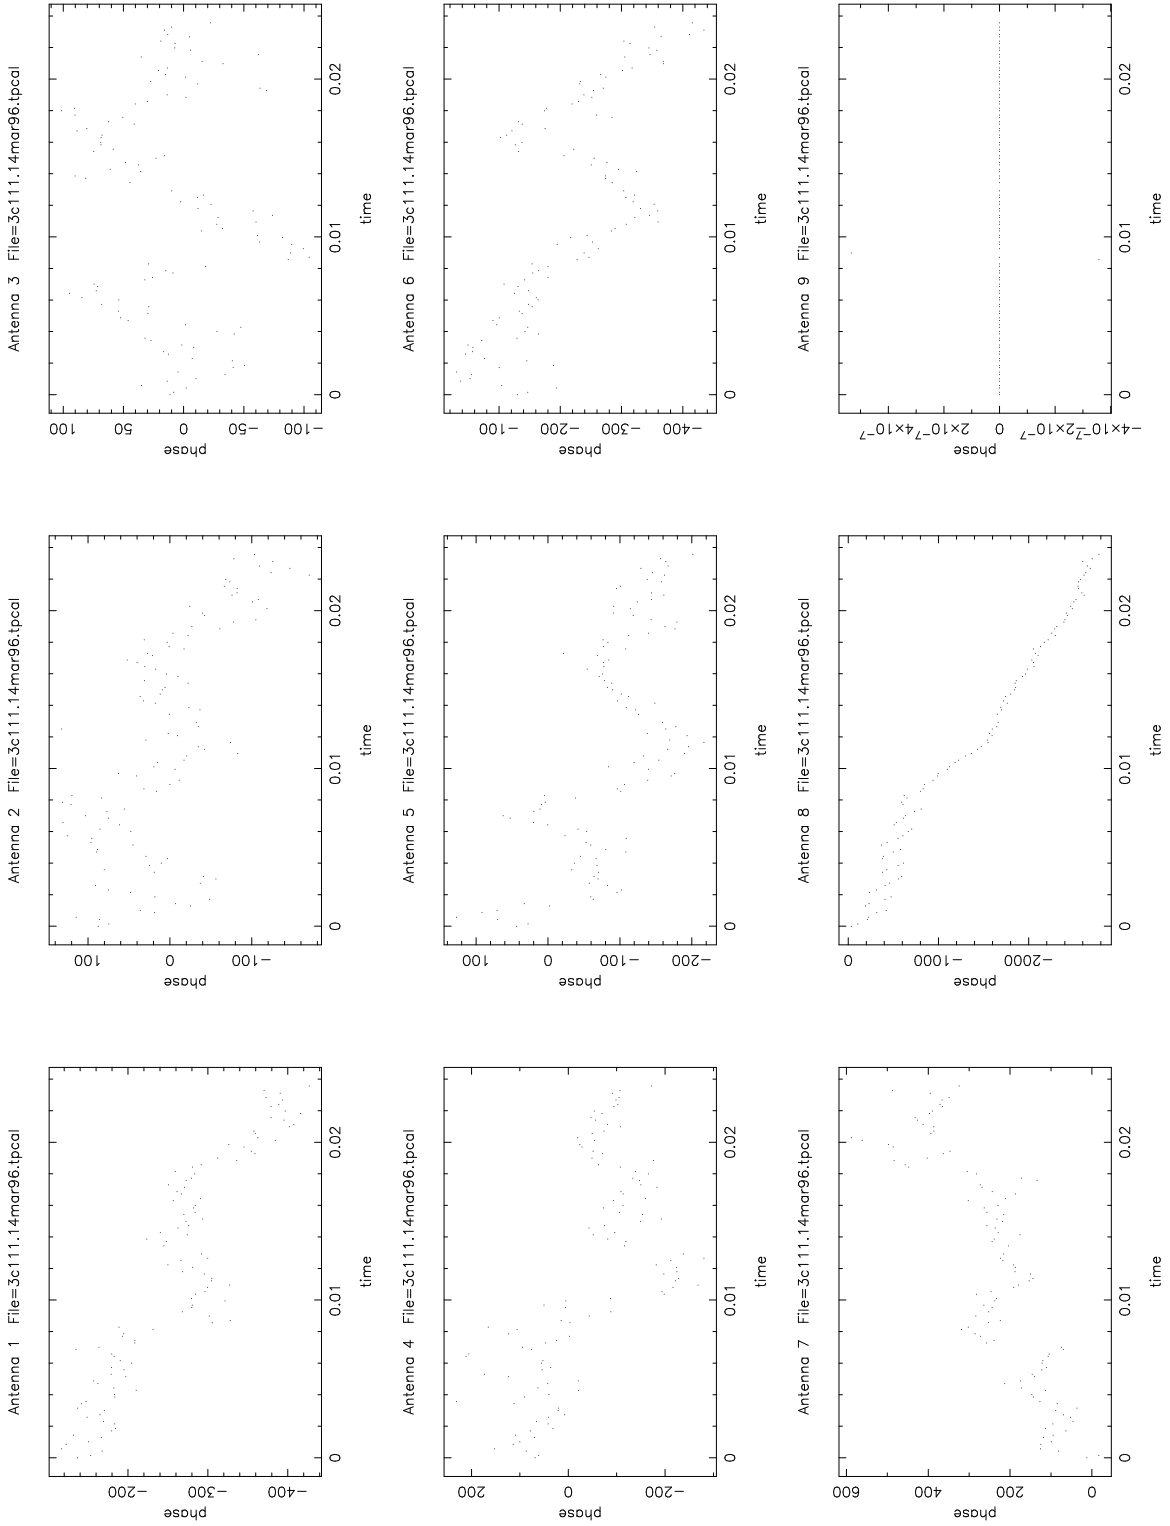 Antenna 1 File=3c111.14mar96.tpcal
phase
−200
−300
−400
0
0.01
0.02
time
Antenna 2 File=3c111.14mar96.tpcal
phase
100
0
−100
0
0.01
0.02
time
Antenna 3 File=3c111.14mar96.tpcal
phase
100
50
0
−50
−100
0
0.01
0.02
time
Antenna 4 File=3c111.14mar96.tpcal
phase
200
0
−200
0
0.01
0.02
time
Antenna 5 File=3c111.14mar96.tpcal
phase
100
0
−100
−200
0
0.01
0.02
time
Antenna 6 File=3c111.14mar96.tpcal
phase
−100
−200
−300
−400
0
0.01
0.02
time
Antenna 7 File=3c111.14mar96.tpcal
phase
600
400
200
0
0
0.01
0.02
time
Antenna 8 File=3c111.14mar96.tpcal
phase
0
−1000
−2000
0
0.01
0.02
time
Antenna 9 File=3c111.14mar96.tpcal
phase
4×10⁻⁷
2×10⁻⁷
0
−2×10⁻⁷
−4×10⁻⁷
0
0.01
0.02
time